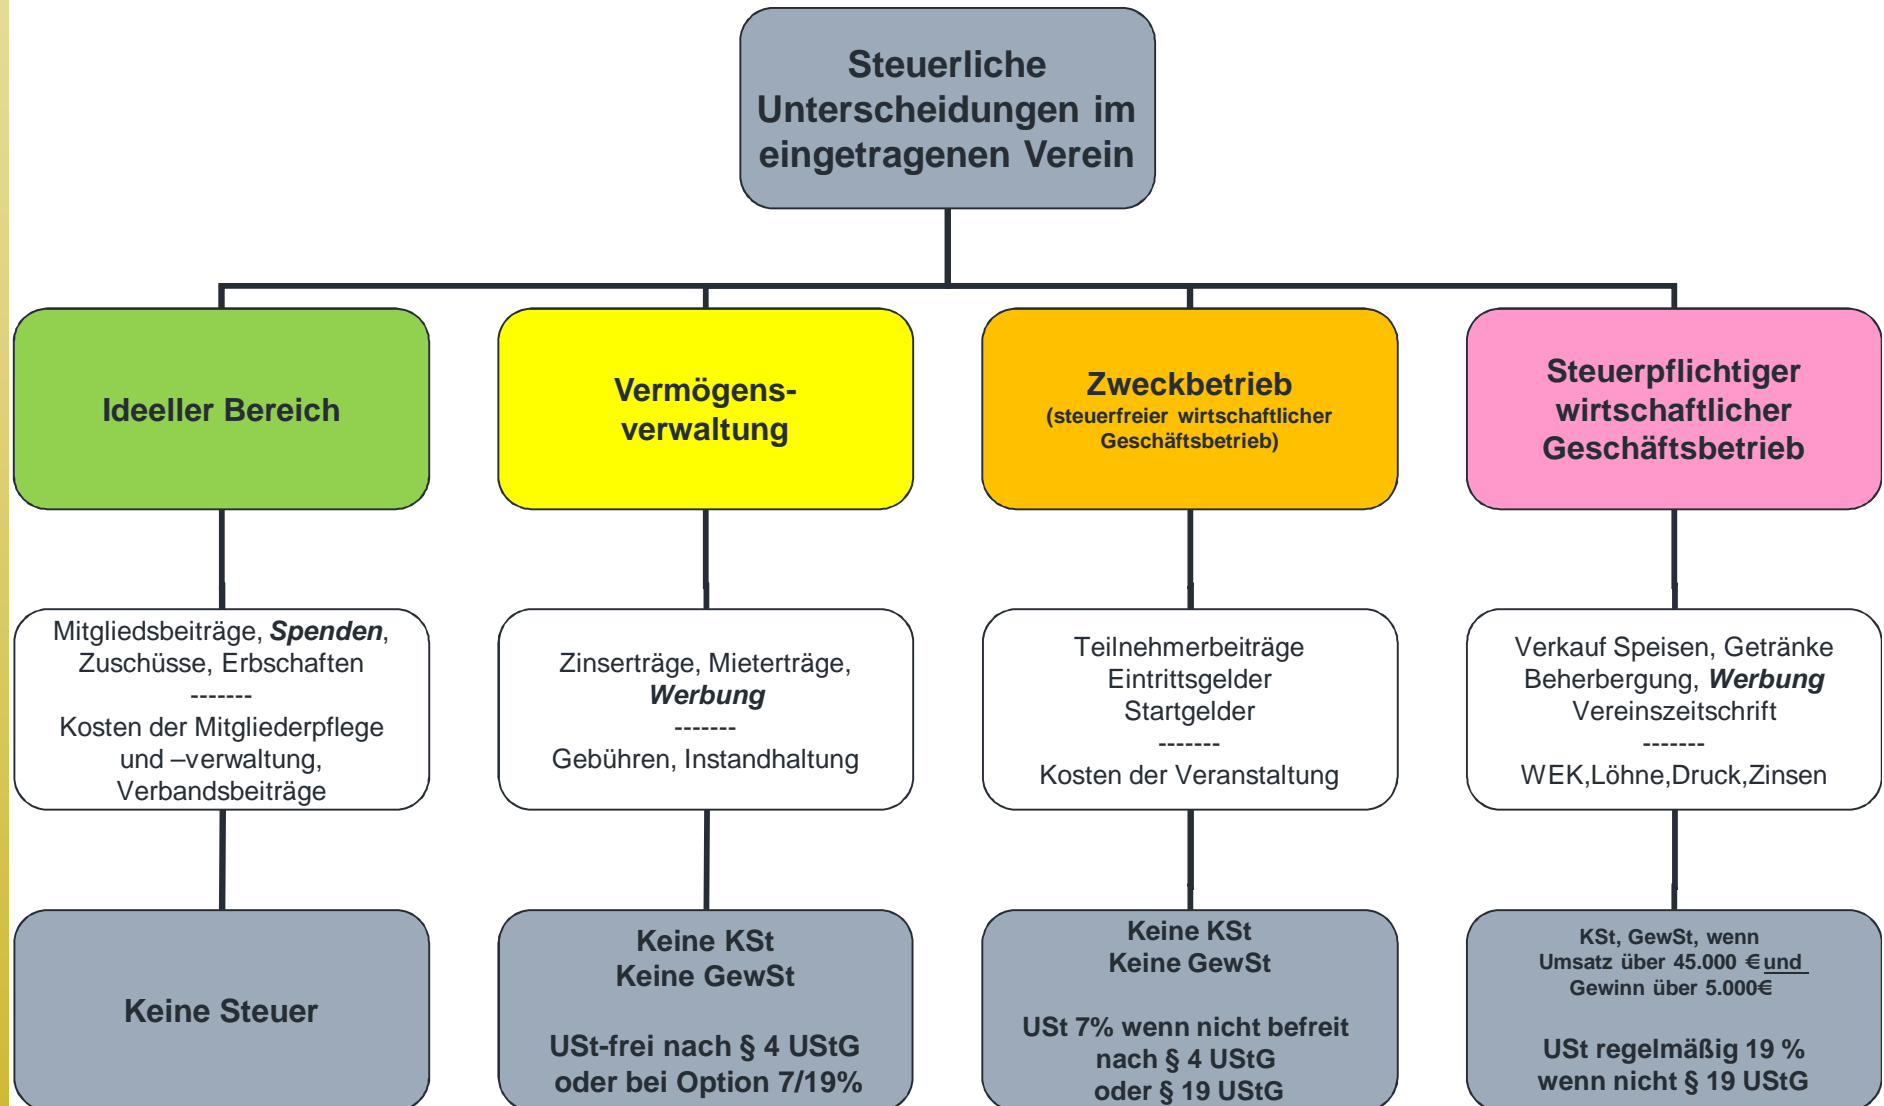 Steuerliche
Unterscheidungen im
eingetragenen Verein
Ideeller Bereich
Vermögens-
verwaltung
Zweckbetrieb
(steuerfreier wirtschaftlicher
Geschäftsbetrieb)
Steuerpflichtiger
wirtschaftlicher
Geschäftsbetrieb
Mitgliedsbeiträge, Spenden,
Zuschüsse, Erbschaften
-------
Kosten der Mitgliederpflege
und –verwaltung,
Verbandsbeiträge
Zinserträge, Mieterträge,
Werbung
-------
Gebühren, Instandhaltung
Teilnehmerbeiträge
Eintrittsgelder
Startgelder
-------
Kosten der Veranstaltung
Verkauf Speisen, Getränke
Beherbergung, Werbung
Vereinszeitschrift
-------
WEK,Löhne,Druck,Zinsen
Keine Steuer
Keine KSt
Keine GewSt
USt-frei nach § 4 UStG
oder bei Option 7/19%
Keine KSt
Keine GewSt
USt 7% wenn nicht befreit
nach § 4 UStG
oder § 19 UStG
KSt, GewSt, wenn
Umsatz über 45.000 € und
Gewinn über 5.000€
USt regelmäßig 19 %
wenn nicht § 19 UStG